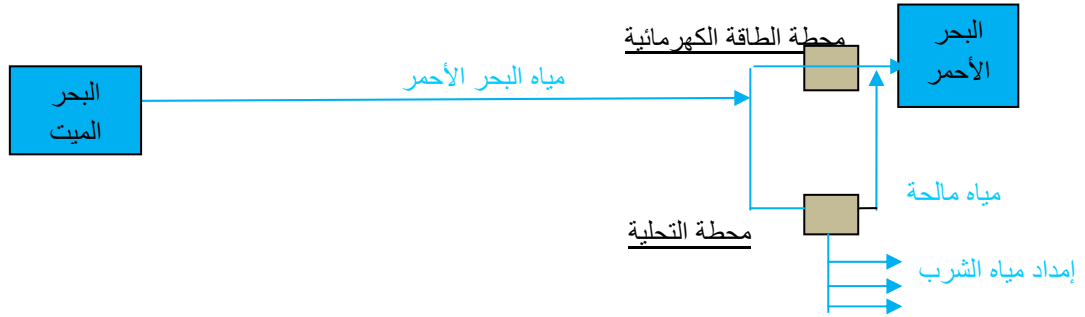 البحر
الأحمر
محطة الطاقة الكهرمائية
مياه البحر الأحمر
البحر
الميت
مياه مالحة
محطة التحلية
إمداد مياه الشرب